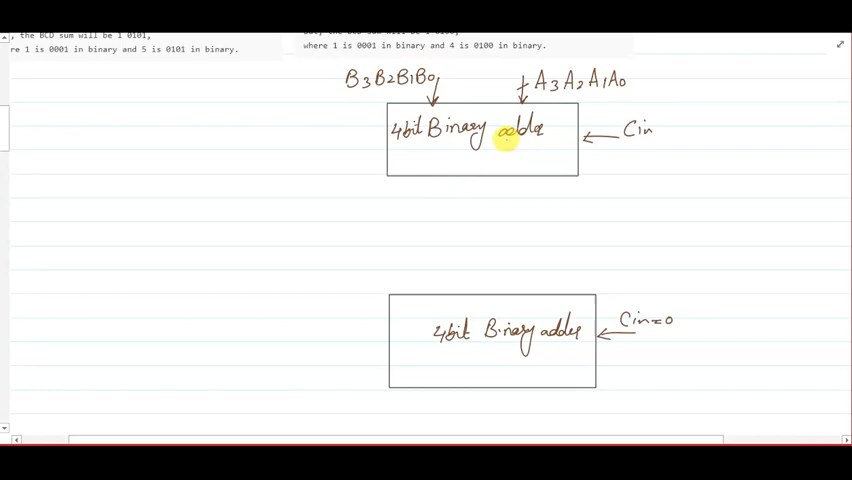 , the BCD sum will be 1 0101,
re 1 is 0001 in binary and 5 is 0101 in binary.
where 1 is 0001 in binary and 4 is 0100 in binary.
B3B2B1B0
A3A2A1A0
4bit Binary adder
Cin
4bit Binary adder
Cin=0